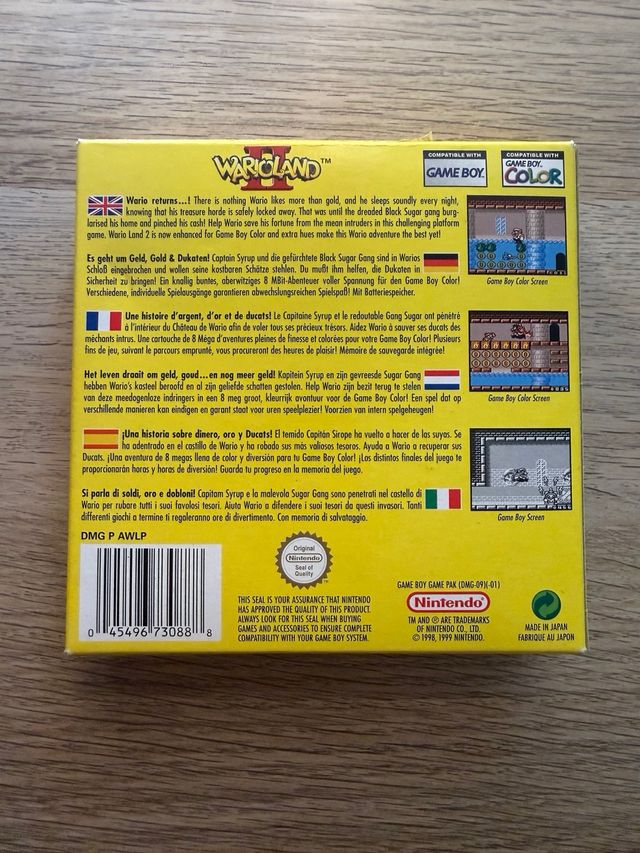 WARIOLAND II™
COMPATIBLE WITH
GAME BOY.
COMPATIBLE WITH
GAME BOY.
COLOR
Wario returns...! There is nothing Wario likes more than gold, and he sleeps soundly every night,
knowing that his treasure horde is safely locked away. That was until the dreaded Black Sugar gang burg-
larised his home and pinched his cash! Help Wario save his fortune from the mean intruders in this challenging platform
game. Wario Land 2 is now enhanced for Game Boy Color and extra hues make this Wario adventure the best yet!
Game Boy Color Screen
Es geht um Geld, Gold & Dukaten! Captain Syrup und die gefürchtete Black Sugar Gang sind in Warios
Schloß eingebrochen und wollen seine kostbaren Schätze stehlen. Du mußt ihm helfen, die Dukaten in
Sicherheit zu bringen! Ein knallig buntes, aberwitziges 8 MBit-Abenteuer voller Spannung für den Game Boy Color!
Verschiedene, individuelle Spielausgänge garantieren abwechslungsreichen Spielspaß! Mit Batteriespeicher.
Une histoire d'argent, d'or et de ducats! Le Capitaine Syrup et le redoutable Gang Sugar ont pénétré
à l'intérieur du Château de Wario afin de voler tous ses précieux trésors. Aidez Wario à sauver ses ducats des
méchants intrus. Une cartouche de 8 Méga d'aventures pleines de finesse et colorées pour votre Game Boy Color! Plusieurs
fins de jeu, suivant le parcours emprunté, vous procureront des heures de plaisir! Mémoire de sauvegarde intégrée!
Game Boy Color Screen
Het leven draait om geld, goud...en nog meer geld! Kapitein Syrup en zijn gevreesde Sugar Gang
hebben Wario's kasteel beroofd en al zijn geliefde schatten gestolen. Help Wario zijn bezit terug te stelen
van deze meedogenloze indringers in een 8 meg groot, kleurrijk avontuur voor de Game Boy Color! Een spel dat op
verschillende manieren kan eindigen en garant staat voor uren speelplezier! Voorzien van intern spelgeheugen!
¡Una historia sobre dinero, oro y Ducats! El temido Capitán Sirope ha vuelto a hacer de las suyas. Se
ha adentrado en el castillo de Wario y ha robado sus más valiosos tesoros. Ayuda a Wario a recuperar sus
Ducats. ¡Una aventura de 8 megas llena de color y diversión para tu Game Boy Color! ¡Los distintos finales del juego te
proporcionarán horas y horas de diversión! Guarda tu progreso en la memoria del juego.
Si parla di soldi, oro e dobloni! Capitam Syrup e la malevola Sugar Gang sono penetrati nel castello di
Wario per rubare tutti i suoi favolosi tesori. Aiuta Wario a difendere i suoi tesori da questi invasori. Tanti
differenti giochi a termine ti regaleranno ore di divertimento. Con memoria di salvataggio.
Game Boy Screen
DMG P AWLP
0 45496 73088 8
Original
Nintendo
Seal of
Quality
THIS SEAL IS YOUR ASSURANCE THAT NINTENDO
HAS APPROVED THE QUALITY OF THIS PRODUCT.
ALWAYS LOOK FOR THIS SEAL WHEN BUYING
GAMES AND ACCESSORIES TO ENSURE COMPLETE
COMPATIBILITY WITH YOUR GAME BOY SYSTEM.
GAME BOY GAME PAK (DMG-09)(-01)
Nintendo®
TM AND ® ARE TRADEMARKS
OF NINTENDO CO., LTD.
© 1998, 1999 NINTENDO.
MADE IN JAPAN
FABRIQUE AU JAPON